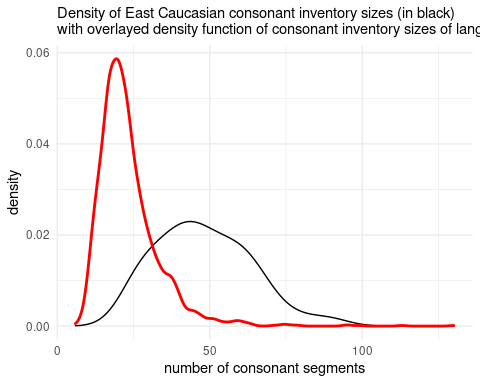 Density of East Caucasian consonant inventory sizes (in black)
with overlayed density function of consonant inventory sizes of
0.06
0.04
0.02
0.00
density
0
50
100
number of consonant segments